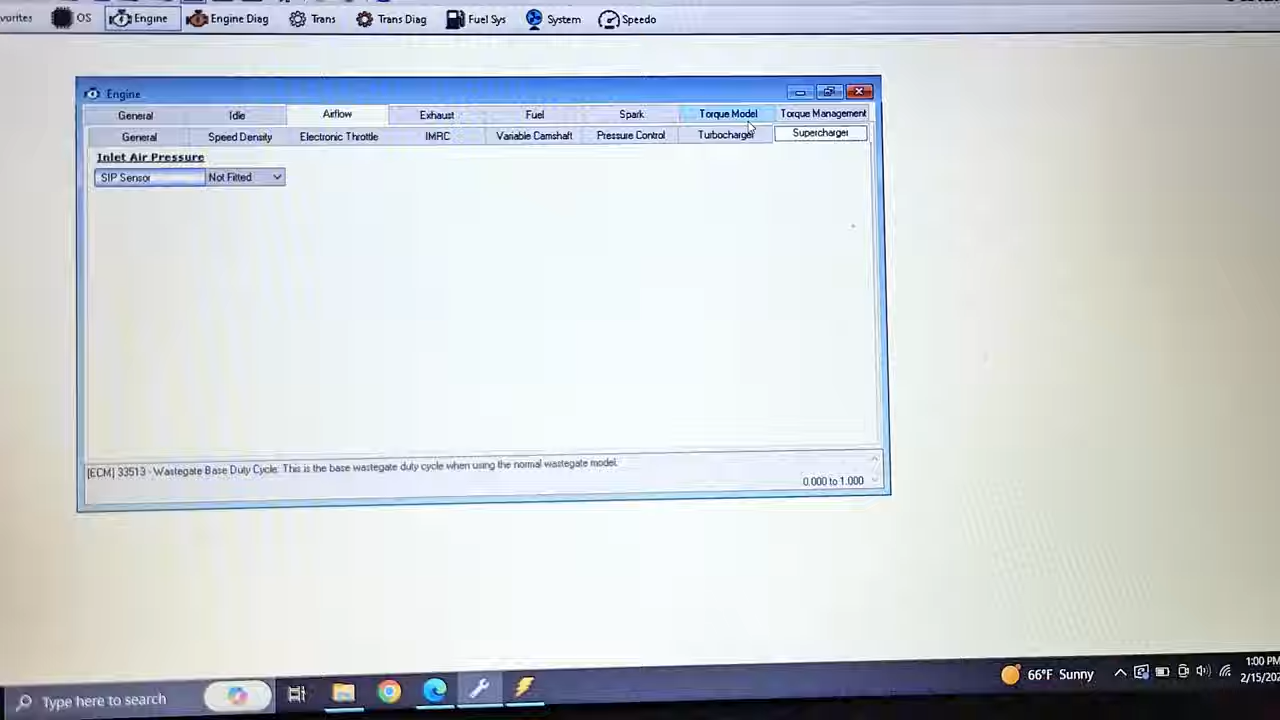 vorites OS Engine Engine Diag Trans Trans Diag Fuel Sys System Speedo
Engine
General Idle Airflow Exhaust Fuel Spark Torque Model Torque Management
General Speed Density Electronic Throttle IMRC Variable Camshaft Pressure Control Turbocharger Supercharger
Inlet Air Pressure
SIP Sensor Not Fitted
[ECM] 33513 - Wastegate Base Duty Cycle: This is the base wastegate duty cycle when using the normal wastegate model.
0.000 to 1.000
Type here to search
66°F Sunny
1:00 PM
2/15/202